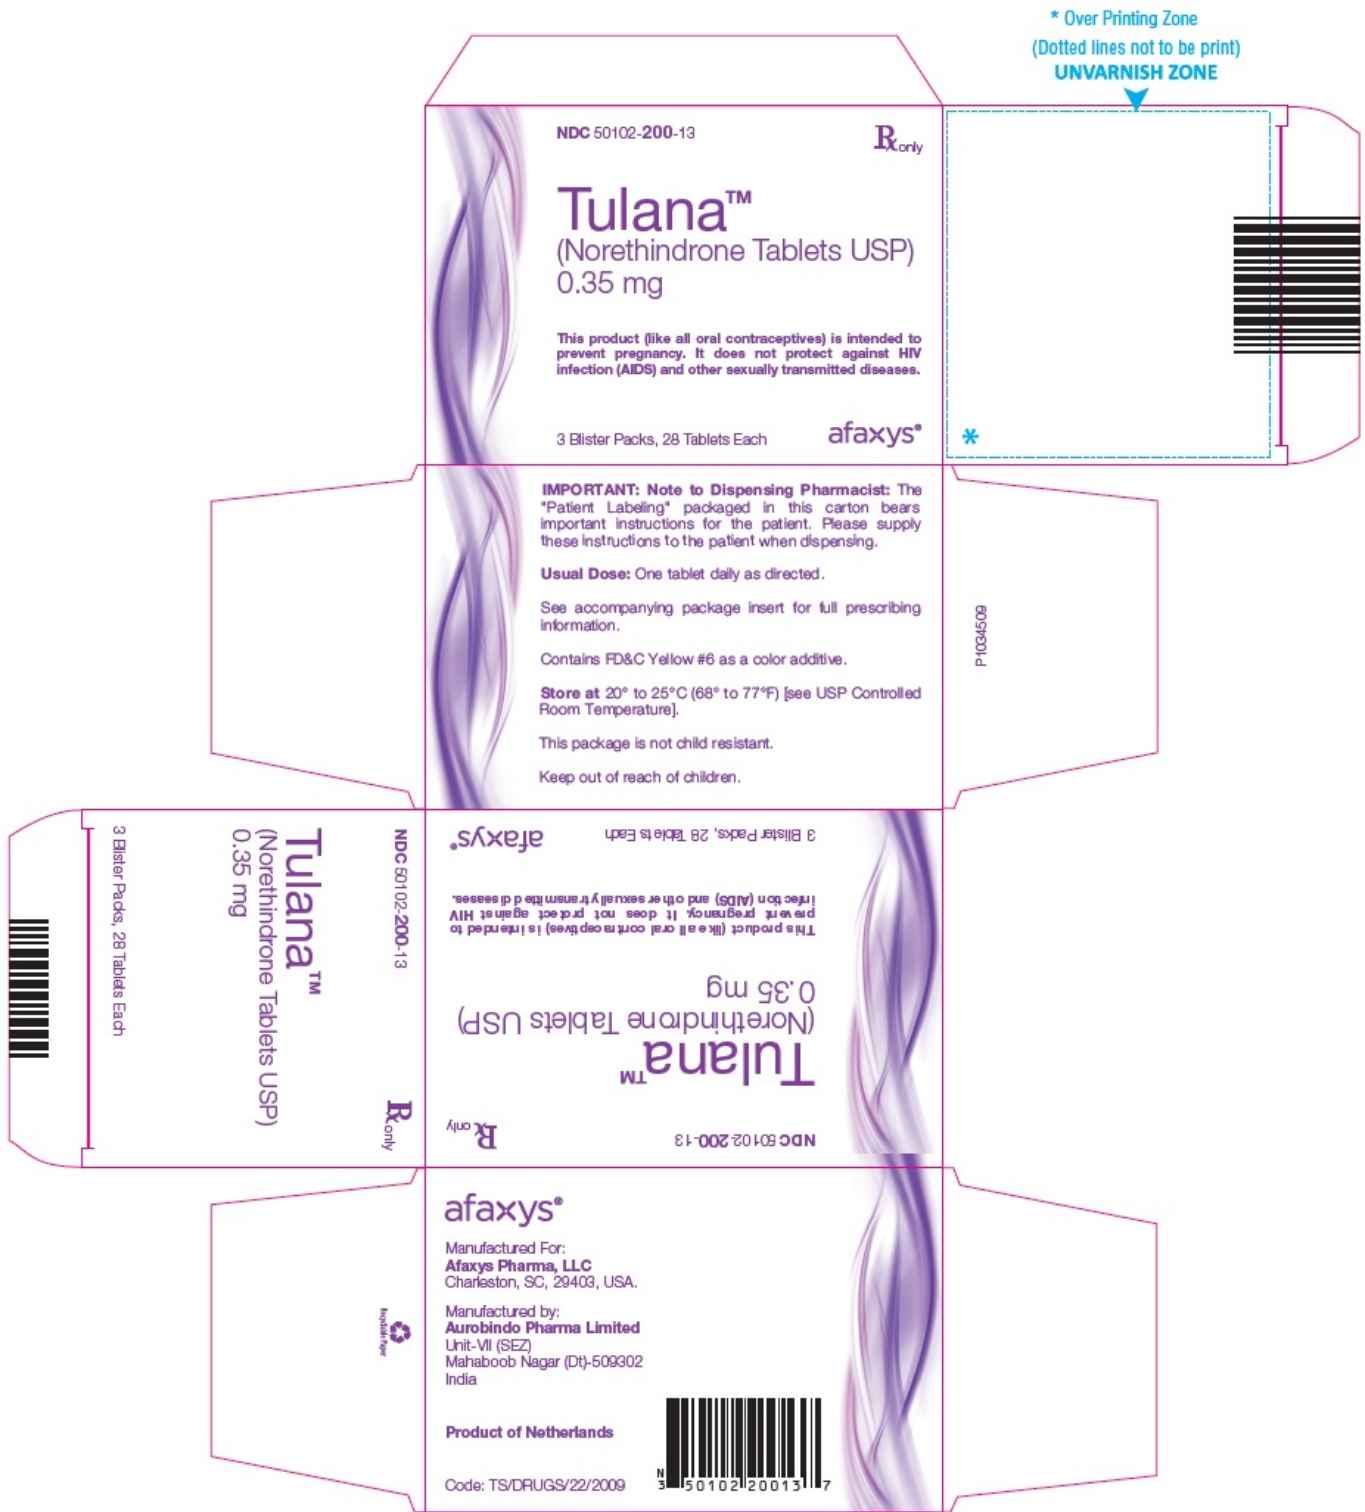 * Over Printing Zone
(Dotted lines not to be print)
UNVARNISH ZONE
NDC 50102-200-13
Rx only
Tulana™
(Norethindrone Tablets USP)
0.35 mg
This product (like all oral contraceptives) is intended to
prevent pregnancy. It does not protect against HIV
infection (AIDS) and other sexually transmitted diseases.
3 Blister Packs, 28 Tablets Each
afaxys®
*
IMPORTANT: Note to Dispensing Pharmacist: The
"Patient Labeling" packaged in this carton bears
important instructions for the patient. Please supply
these instructions to the patient when dispensing.
Usual Dose: One tablet daily as directed.
See accompanying package insert for full prescribing
information.
Contains FD&C Yellow #6 as a color additive.
Store at 20° to 25°C (68° to 77°F) [see USP Controlled
Room Temperature].
This package is not child resistant.
Keep out of reach of children.
P1034509
NDC 50102-200-13
Rx only
Tulana™
(Norethindrone Tablets USP)
0.35 mg
3 Blister Packs, 28 Tablets Each
NDC 50102-200-13
Rx only
Tulana™
(Norethindrone Tablets USP)
0.35 mg
This product (like all oral contraceptives) is intended to
prevent pregnancy. It does not protect against HIV
infection (AIDS) and other sexually transmitted diseases.
3 Blister Packs, 28 Tablets Each
afaxys®
afaxys®
Manufactured For:
Afaxys Pharma, LLC
Charleston, SC, 29403, USA.
Manufactured by:
Aurobindo Pharma Limited
Unit-VII (SEZ)
Mahaboob Nagar (Dt)-509302
India
Product of Netherlands
Code: TS/DRUGS/22/2009
N
3 50102 20013 7
Recyclable Paper